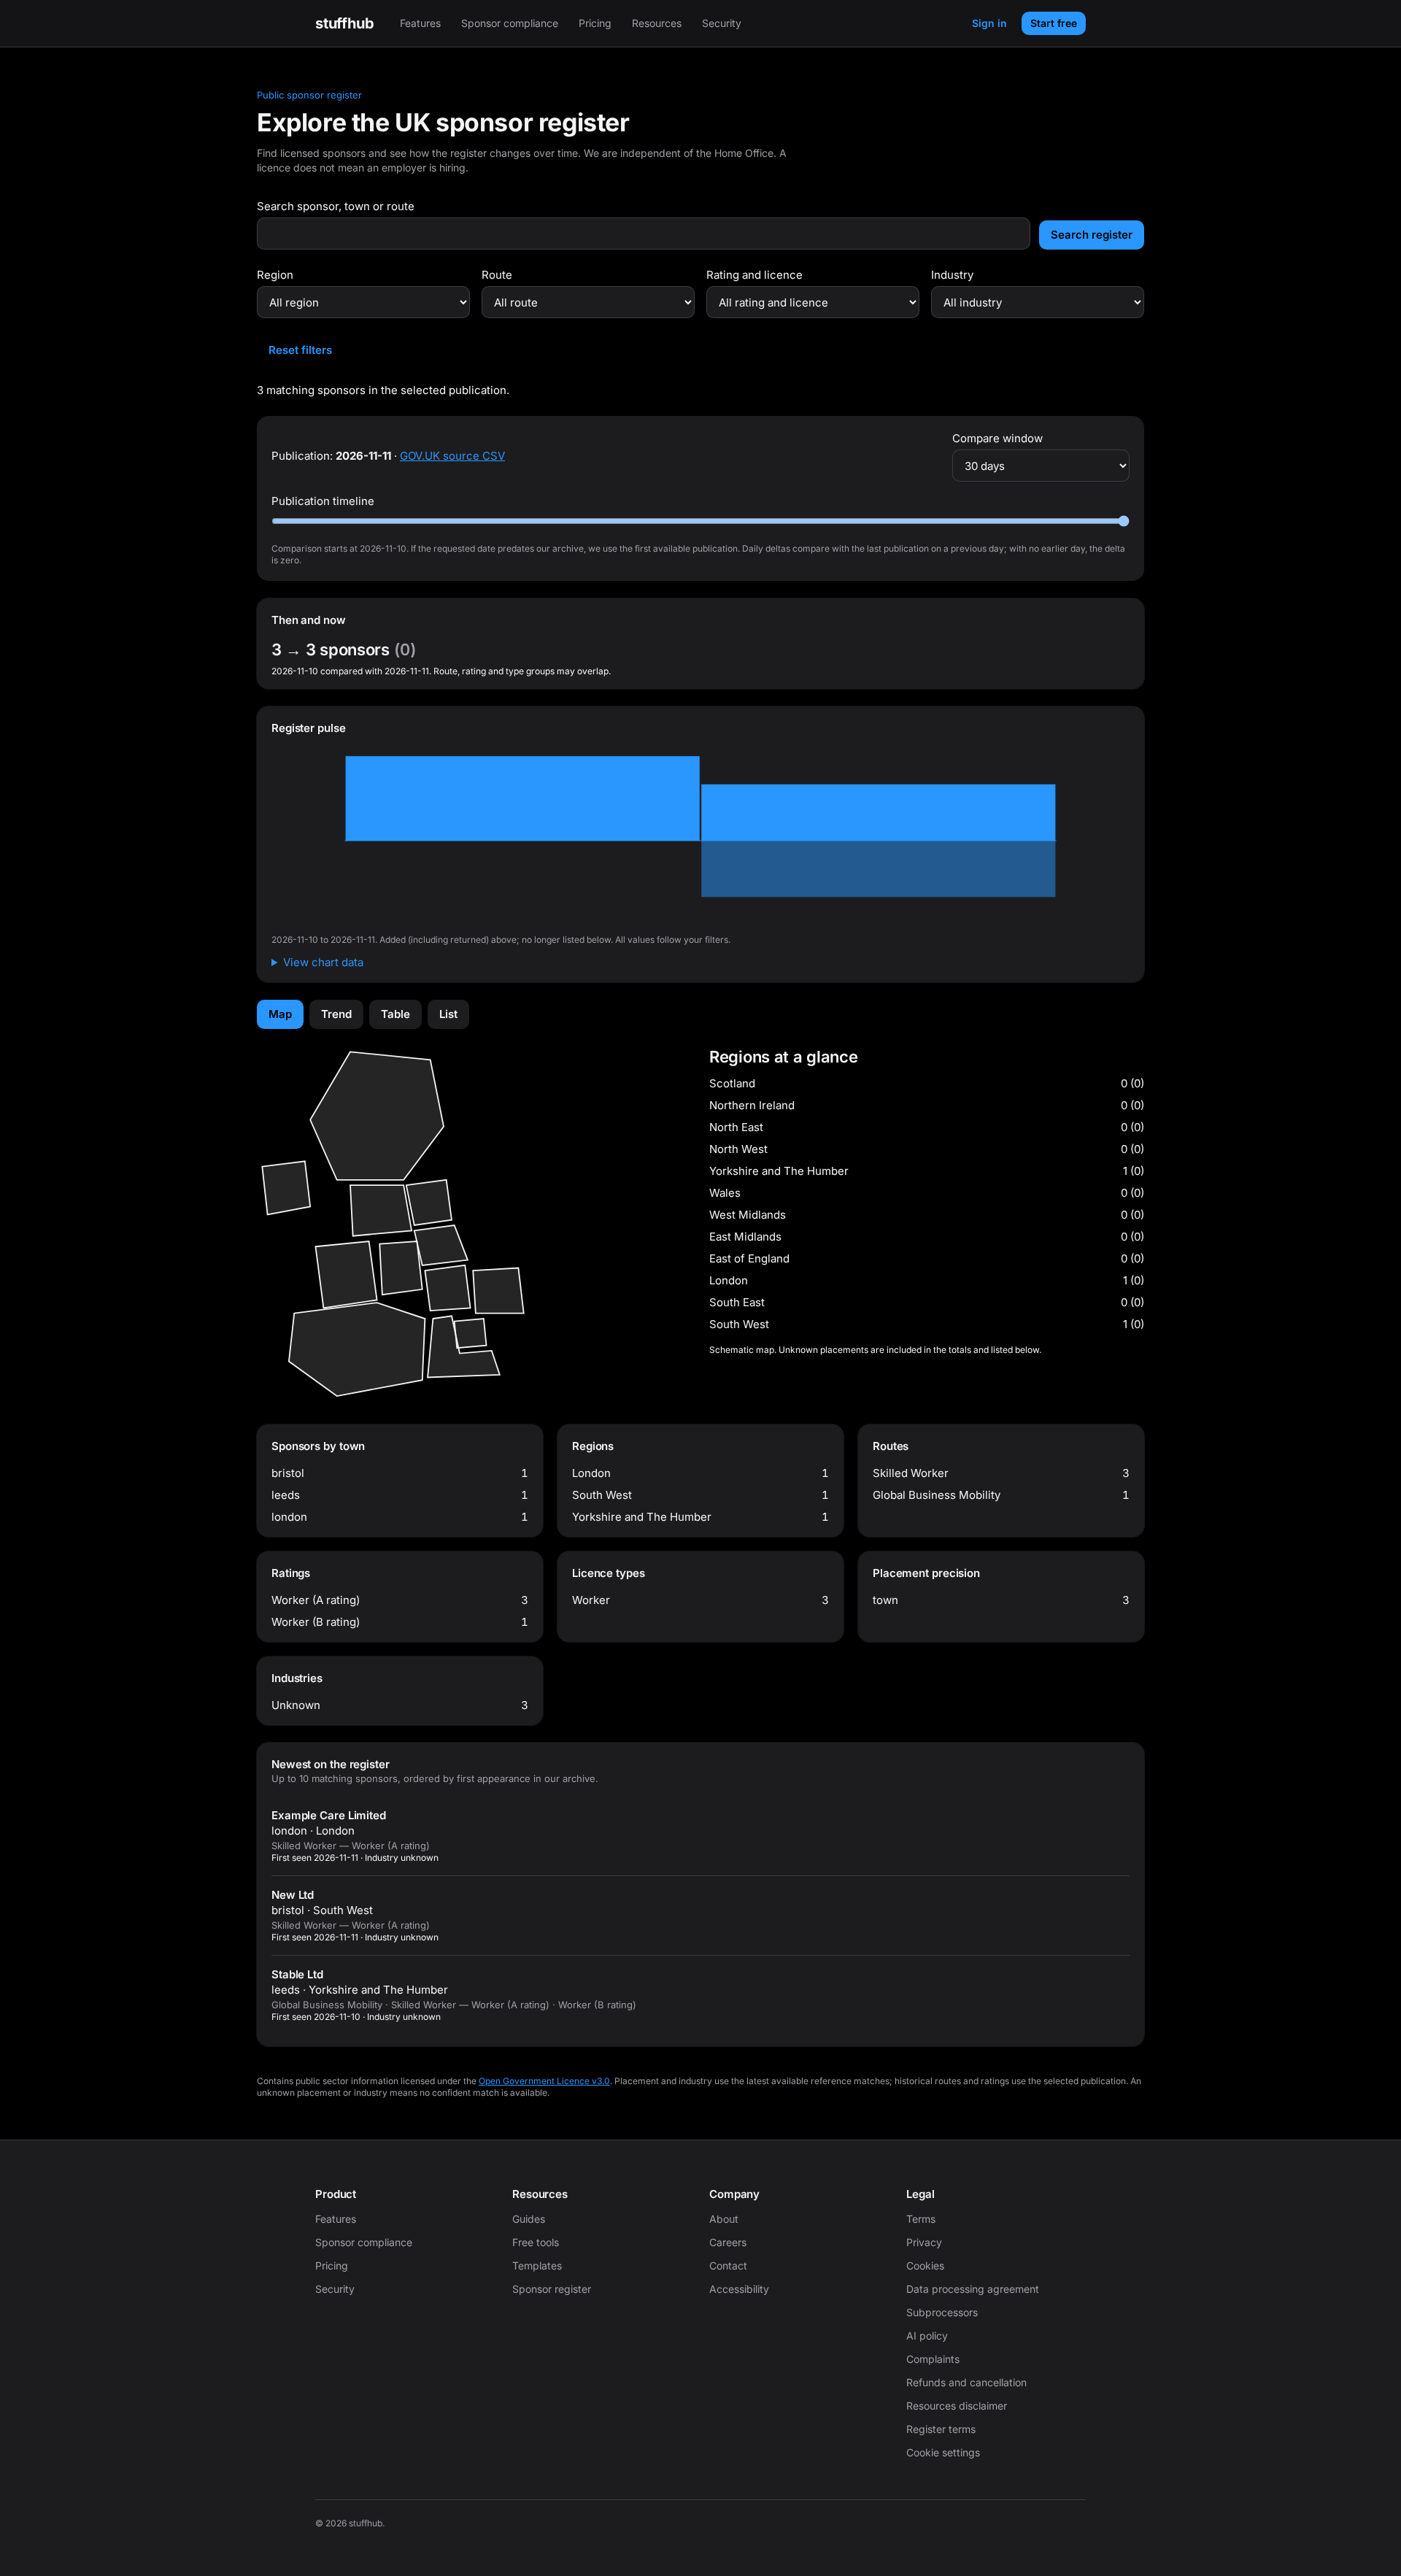 stuffhub Features Sponsor compliance Pricing Resources Security Sign in Start free
Public sponsor register
Explore the UK sponsor register
Find licensed sponsors and see how the register changes over time. We are independent of the Home Office. A
licence does not mean an employer is hiring.
Search sponsor, town or route
Search register
Region Route Rating and licence Industry
All region All route All rating and licence All industry
Reset filters
3 matching sponsors in the selected publication.
Compare window
Publication: 2026-11-11 · GOV.UK source CSV
30 days
Publication timeline
Comparison starts at 2026-11-10. If the requested date predates our archive, we use the first available publication. Daily deltas compare with the last publication on a previous day; with no earlier day, the delta
is zero.
Then and now
3 → 3 sponsors (0)
2026-11-10 compared with 2026-11-11. Route, rating and type groups may overlap.
Register pulse
2026-11-10 to 2026-11-11. Added (including returned) above; no longer listed below. All values follow your filters.
▶ View chart data
Map Trend Table List
Regions at a glance
Scotland 0 (0)
Northern Ireland 0 (0)
North East 0 (0)
North West 0 (0)
Yorkshire and The Humber 1 (0)
Wales 0 (0)
West Midlands 0 (0)
East Midlands 0 (0)
East of England 0 (0)
London 1 (0)
South East 0 (0)
South West 1 (0)
Schematic map. Unknown placements are included in the totals and listed below.
Sponsors by town
bristol 1
leeds 1
london 1
Regions
London 1
South West 1
Yorkshire and The Humber 1
Routes
Skilled Worker 3
Global Business Mobility 1
Ratings
Worker (A rating) 3
Worker (B rating) 1
Licence types
Worker 3
Placement precision
town 3
Industries
Unknown 3
Newest on the register
Up to 10 matching sponsors, ordered by first appearance in our archive.
Example Care Limited
london · London
Skilled Worker — Worker (A rating)
First seen 2026-11-11 · Industry unknown
New Ltd
bristol · South West
Skilled Worker — Worker (A rating)
First seen 2026-11-11 · Industry unknown
Stable Ltd
leeds · Yorkshire and The Humber
Global Business Mobility · Skilled Worker — Worker (A rating) · Worker (B rating)
First seen 2026-11-10 · Industry unknown
Contains public sector information licensed under the Open Government Licence v3.0. Placement and industry use the latest available reference matches; historical routes and ratings use the selected publication. An
unknown placement or industry means no confident match is available.
Product
Features
Sponsor compliance
Pricing
Security
Resources
Guides
Free tools
Templates
Sponsor register
Company
About
Careers
Contact
Accessibility
Legal
Terms
Privacy
Cookies
Data processing agreement
Subprocessors
AI policy
Complaints
Refunds and cancellation
Resources disclaimer
Register terms
Cookie settings
© 2026 stuffhub.